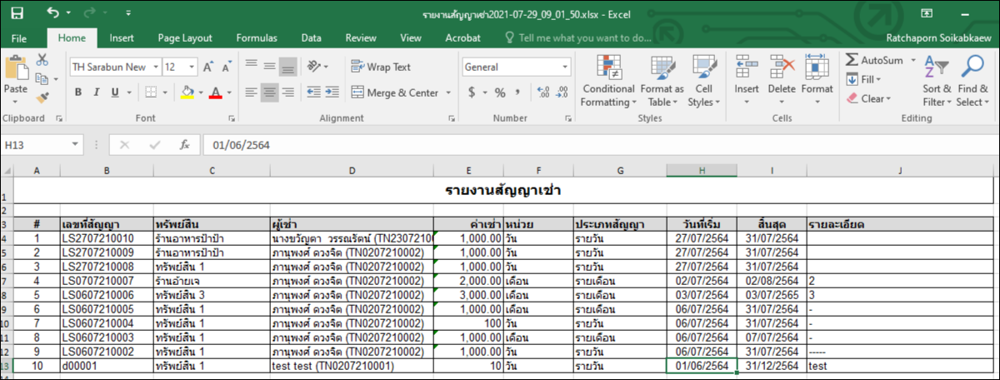 รายงานสัญญาเช่า2021-07-29_09_01_50.xlsx - Excel
File Home Insert Page Layout Formulas Data Review View Acrobat Tell me what you want to do... Ratchaporn Soikabkaew
TH Sarabun New 12 A A Wrap Text General AutoSum
Paste B I U A Merge & Center $ % , .00 Conditional Formatting Format as Table Cell Styles Insert Delete Format Fill Clear Sort & Filter Find & Select
Clipboard Font Alignment Number Styles Cells Editing
H13 fx 01/06/2564
A B C D E F G H I J
1 รายงานสัญญาเช่า
2
3 # เลขที่สัญญา ทรัพย์สิน ผู้เช่า ค่าเช่า หน่วย ประเภทสัญญา วันที่เริ่ม สิ้นสุด รายละเอียด
4 1 LS2707210010 ร้านอาหารป้าป้า นางขวัญตา วรรณรัตน์ (TN23072100 1,000.00 วัน รายวัน 27/07/2564 31/07/2564
5 2 LS2707210009 ร้านอาหารป้าป้า ภานุพงศ์ ดวงจิต (TN0207210002) 1,000.00 วัน รายวัน 27/07/2564 31/07/2564
6 3 LS2707210008 ทรัพย์สิน 1 ภานุพงศ์ ดวงจิต (TN0207210002) 1,000.00 วัน รายวัน 27/07/2564 31/07/2564
7 4 LS0707210007 ร้านอ้ายเจ ภานุพงศ์ ดวงจิต (TN0207210002) 2,000.00 เดือน รายเดือน 02/07/2564 02/08/2564 2
8 5 LS0607210006 ทรัพย์สิน 3 ภานุพงศ์ ดวงจิต (TN0207210002) 3,000.00 เดือน รายเดือน 03/07/2564 03/07/2565 3
9 6 LS0607210005 ทรัพย์สิน 1 ภานุพงศ์ ดวงจิต (TN0207210002) 1,000.00 เดือน รายเดือน 06/07/2564 31/07/2564 -
10 7 LS0607210004 ทรัพย์สิน 1 ภานุพงศ์ ดวงจิต (TN0207210002) 100 วัน รายวัน 06/07/2564 31/07/2564 -
11 8 LS0607210003 ทรัพย์สิน 1 ภานุพงศ์ ดวงจิต (TN0207210002) 1,000.00 เดือน รายเดือน 06/07/2564 07/07/2564 -
12 9 LS0607210002 ทรัพย์สิน 1 ภานุพงศ์ ดวงจิต (TN0207210002) 1,000.00 วัน รายวัน 06/07/2564 31/07/2564 -----
13 10 d00001 ทรัพย์สิน 1 test test (TN0207210001) 10 วัน รายวัน 01/06/2564 31/12/2564 test